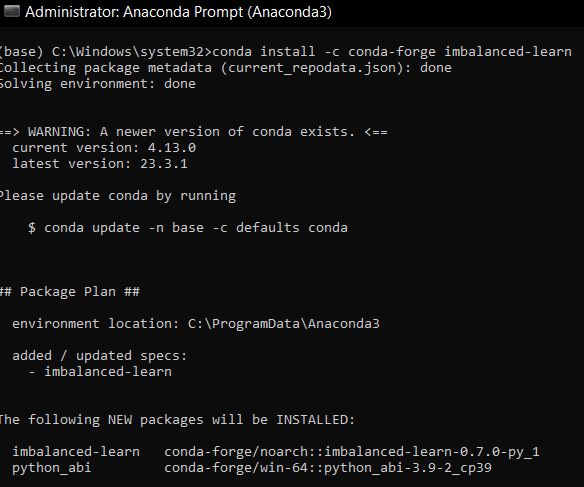 Administrator: Anaconda Prompt (Anaconda3)
(base) C:\Windows\system32>conda install -c conda-forge imbalanced-learn
Collecting package metadata (current_repodata.json): done
Solving environment: done
==> WARNING: A newer version of conda exists. <==
current version: 4.13.0
latest version: 23.3.1
Please update conda by running
$ conda update -n base -c defaults conda
## Package Plan ##
environment location: C:\ProgramData\Anaconda3
added / updated specs:
- imbalanced-learn
The following NEW packages will be INSTALLED:
imbalanced-learn conda-forge/noarch::imbalanced-learn-0.7.0-py_1
python_abi conda-forge/win-64::python_abi-3.9-2_cp39